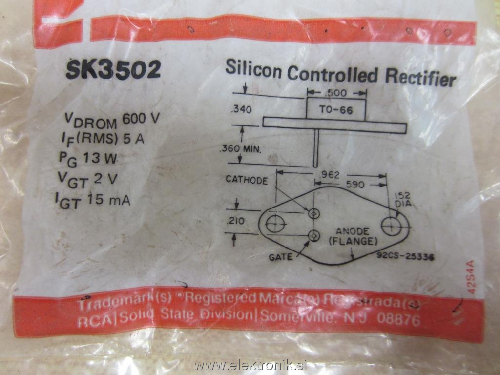 SK3502
Silicon Controlled Rectifier
VDROM 600 V
IF(RMS) 5 A
PG 13 W
VGT 2 V
IGT 15 mA
.500
TO-66
.340
.360 MIN.
.962
.590
CATHODE
.152
DIA.
.210
ANODE
(FLANGE)
GATE
92CS-25336
4254A
Trademark(s) ®Registered Marca(s) Registrada(s)
RCA|Solid State Division|Somerville, NJ 08876